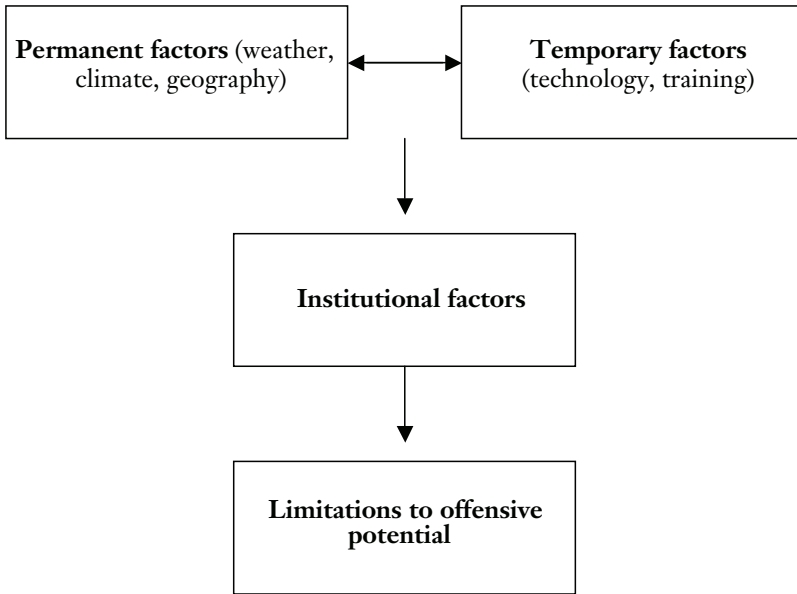 Permanent factors (weather,
climate, geography)
Temporary factors
(technology, training)
Institutional factors
Limitations to offensive
potential